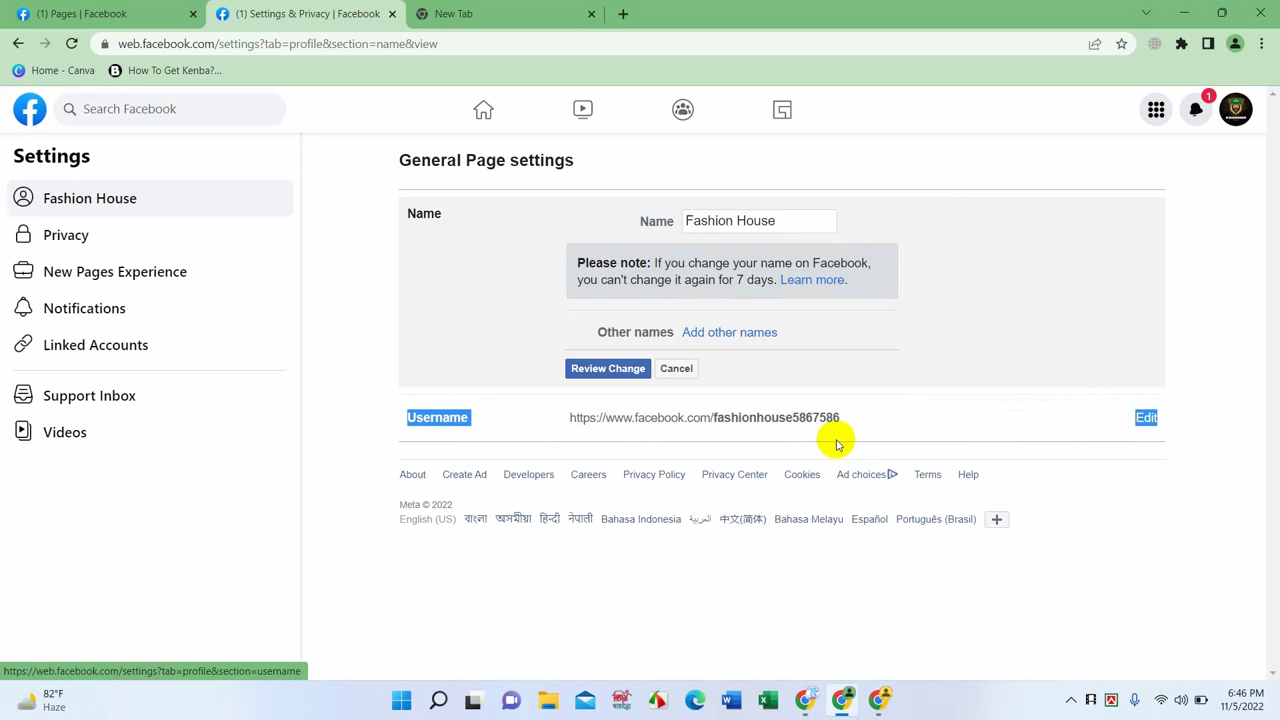 (1) Pages | Facebook
(1) Settings & Privacy | Facebook
New Tab
web.facebook.com/settings?tab=profile&section=name&view
Home - Canva
How To Get Kenba?...
Search Facebook
1
Settings
Fashion House
Privacy
New Pages Experience
Notifications
Linked Accounts
Support Inbox
Videos
General Page settings
Name
Name Fashion House
Please note: If you change your name on Facebook,
you can't change it again for 7 days. Learn more.
Other names Add other names
Review Change Cancel
Username https://www.facebook.com/fashionhouse5867586 Edit
About Create Ad Developers Careers Privacy Policy Privacy Center Cookies Ad choices Terms Help
Meta © 2022
English (US) বাংলা অসমীয়া हिन्दी नेपाली Bahasa Indonesia العربية 中文(简体) Bahasa Melayu Español Português (Brasil)
https://web.facebook.com/settings?tab=profile&section=username
82°F
Haze
6:46 PM
11/5/2022